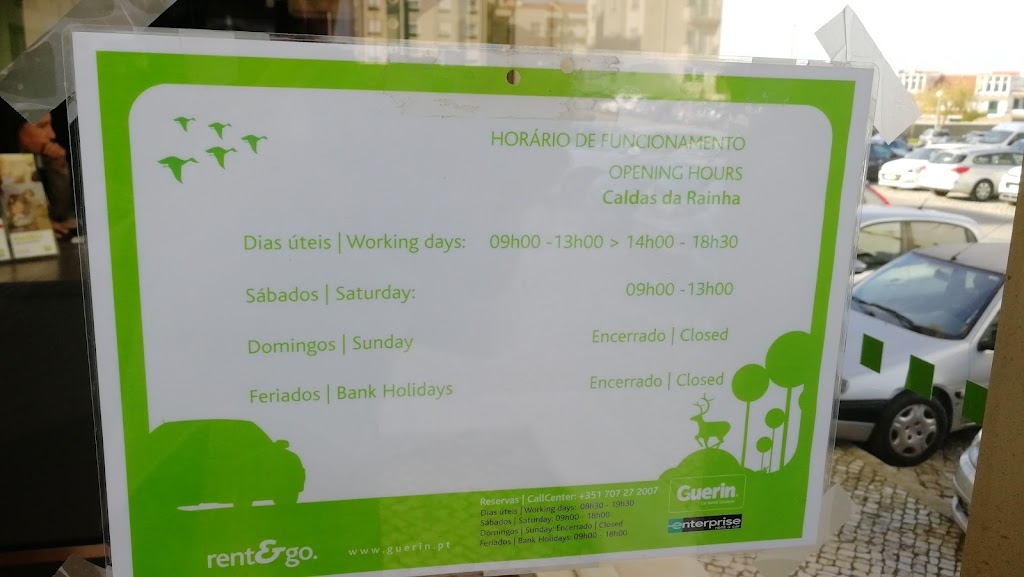 HORÁRIO DE FUNCIONAMENTO
OPENING HOURS
Caldas da Rainha
Dias úteis | Working days: 09h00 -13h00 > 14h00 - 18h30
Sábados | Saturday: 09h00 -13h00
Domingos | Sunday Encerrado | Closed
Feriados | Bank Holidays Encerrado | Closed
rent&go.
www.guerin.pt
Reservas | CallCenter: +351 707 27 2007
Dias úteis | Working days: 08h30 - 19h30
Sábados | Saturday: 09h00 - 18h00
Domingos | Sunday: Encerrado | Closed
Feriados | Bank Holidays: 09h00 - 18h00
Guerin
enterprise